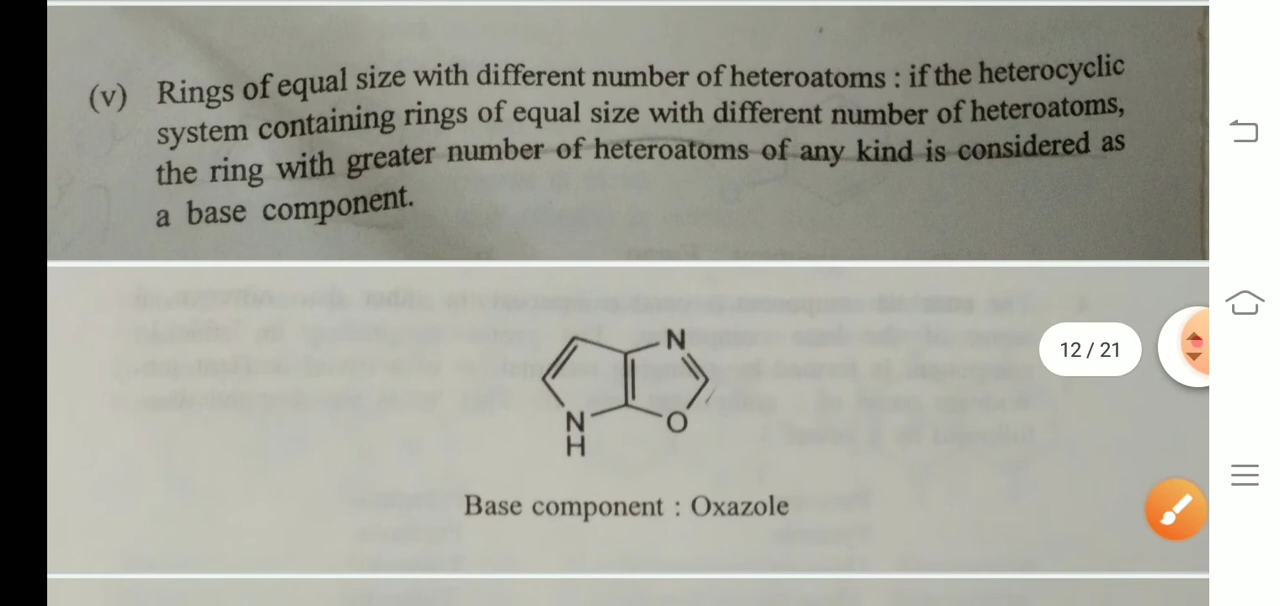 (v) Rings of equal size with different number of heteroatoms : if the heterocyclic
system containing rings of equal size with different number of heteroatoms,
the ring with greater number of heteroatoms of any kind is considered as
a base component.
N
N
H
O
12 / 21
Base component : Oxazole